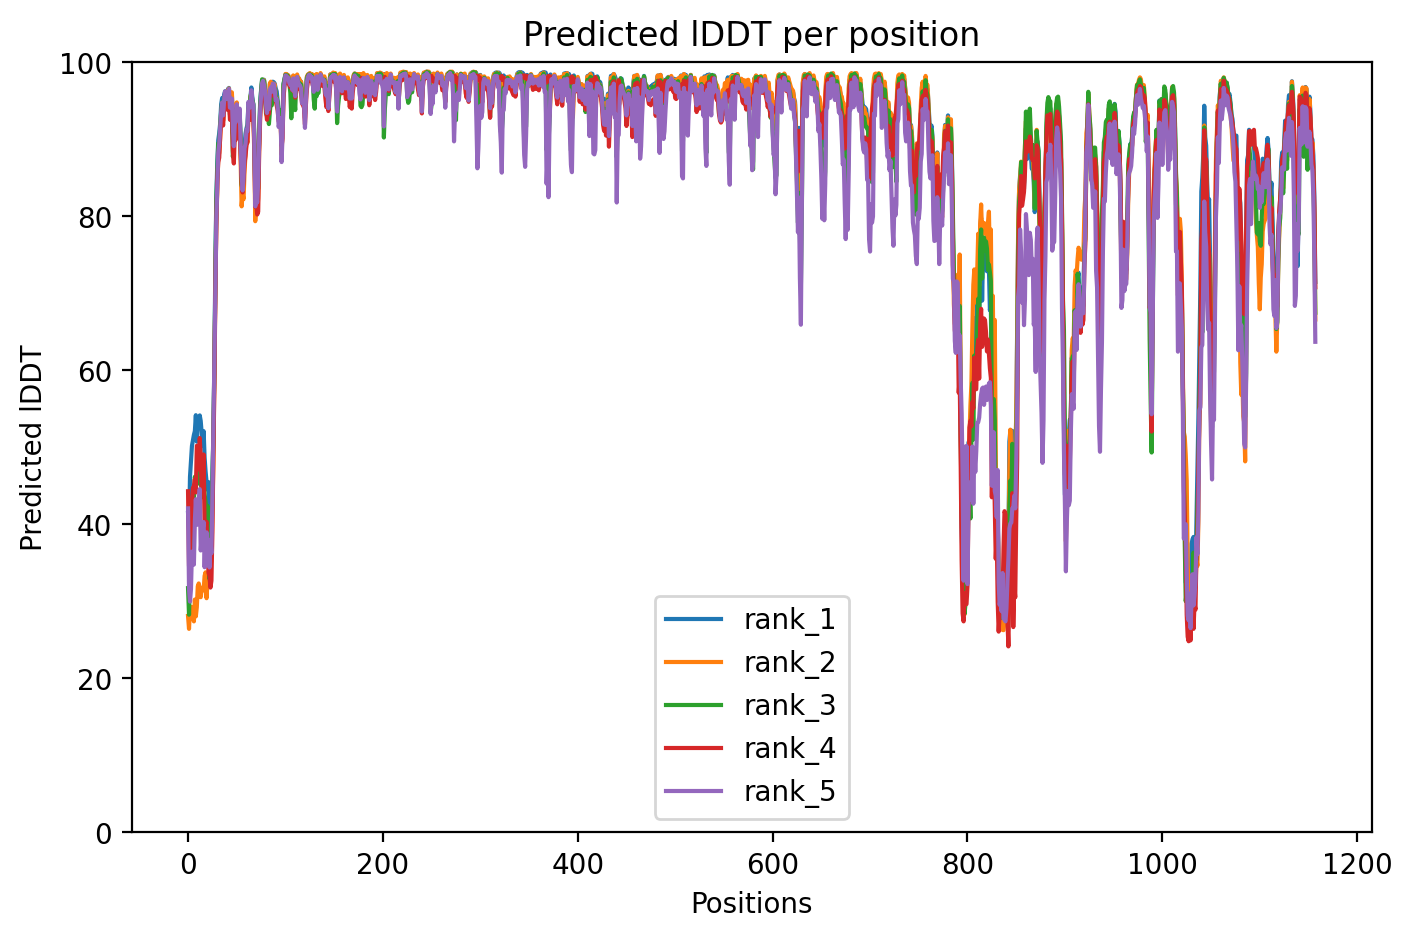 Predicted lDDT per position
Predicted lDDT
100
80
60
40
20
0
0 200 400 600 800 1000 1200
Positions
rank_1
rank_2
rank_3
rank_4
rank_5